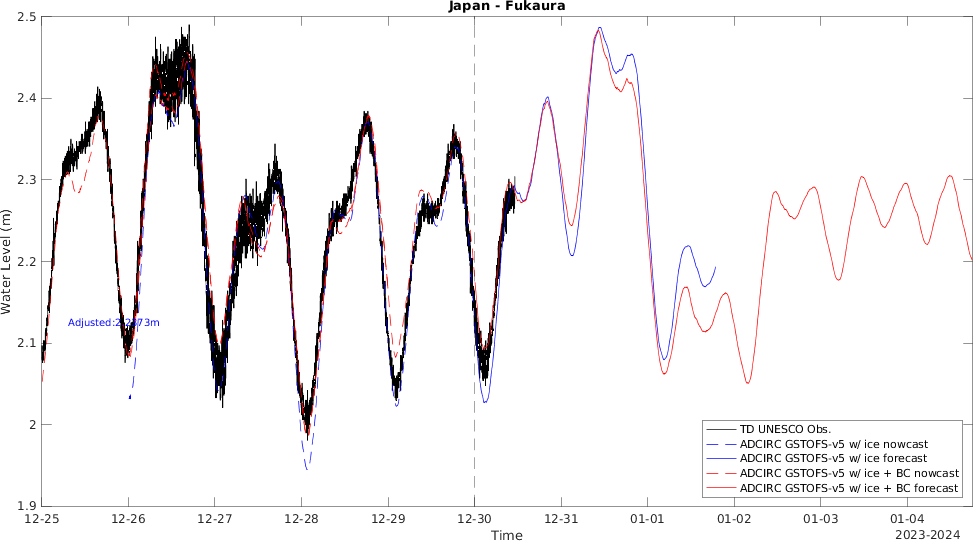 Japan - Fukaura
Water Level (m)
2.5
2.4
2.3
2.2
2.1
2
1.9
TD UNESCO Obs.
ADCIRC GSTOFS-v5 w/ ice nowcast
ADCIRC GSTOFS-v5 w/ ice forecast
ADCIRC GSTOFS-v5 w/ ice + BC nowcast
ADCIRC GSTOFS-v5 w/ ice + BC forecast
12-25 12-26 12-27 12-28 12-29 12-30 12-31 01-01 01-02 01-03 01-04
Time
2023-2024